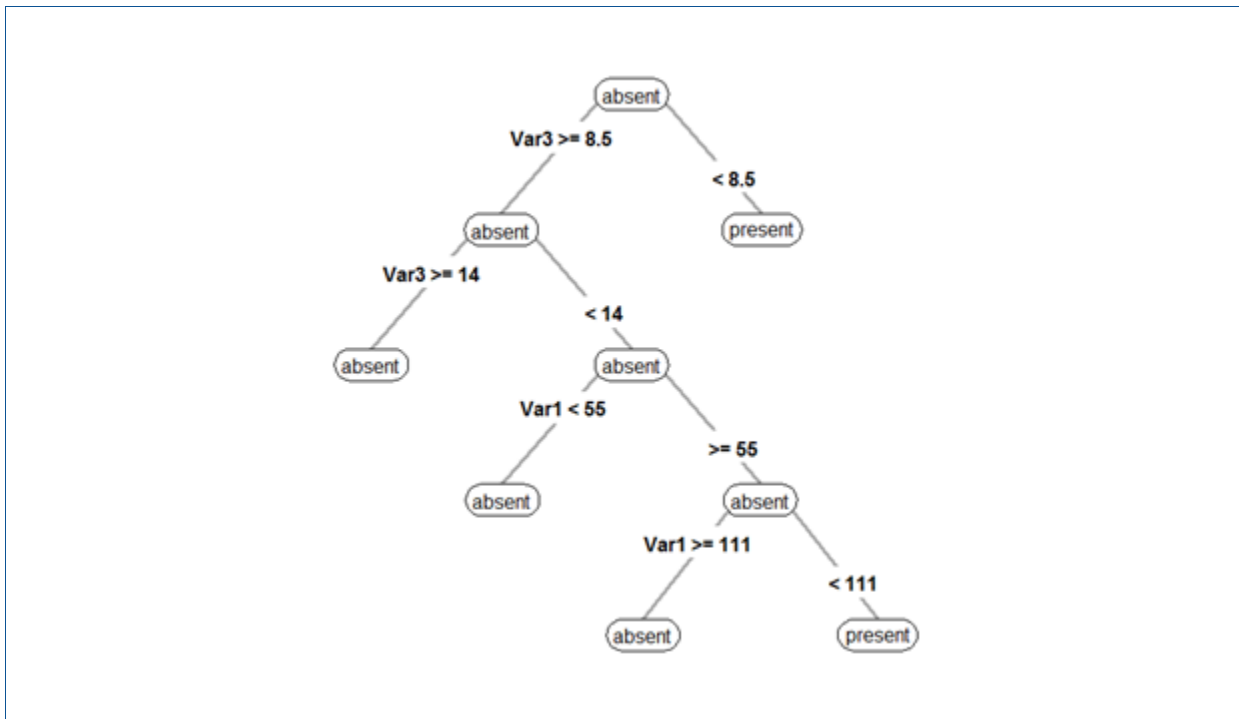 absent
Var3 >= 8.5
< 8.5
absent
present
Var3 >= 14
< 14
absent
absent
Var1 < 55
>= 55
absent
absent
Var1 >= 111
< 111
absent
present